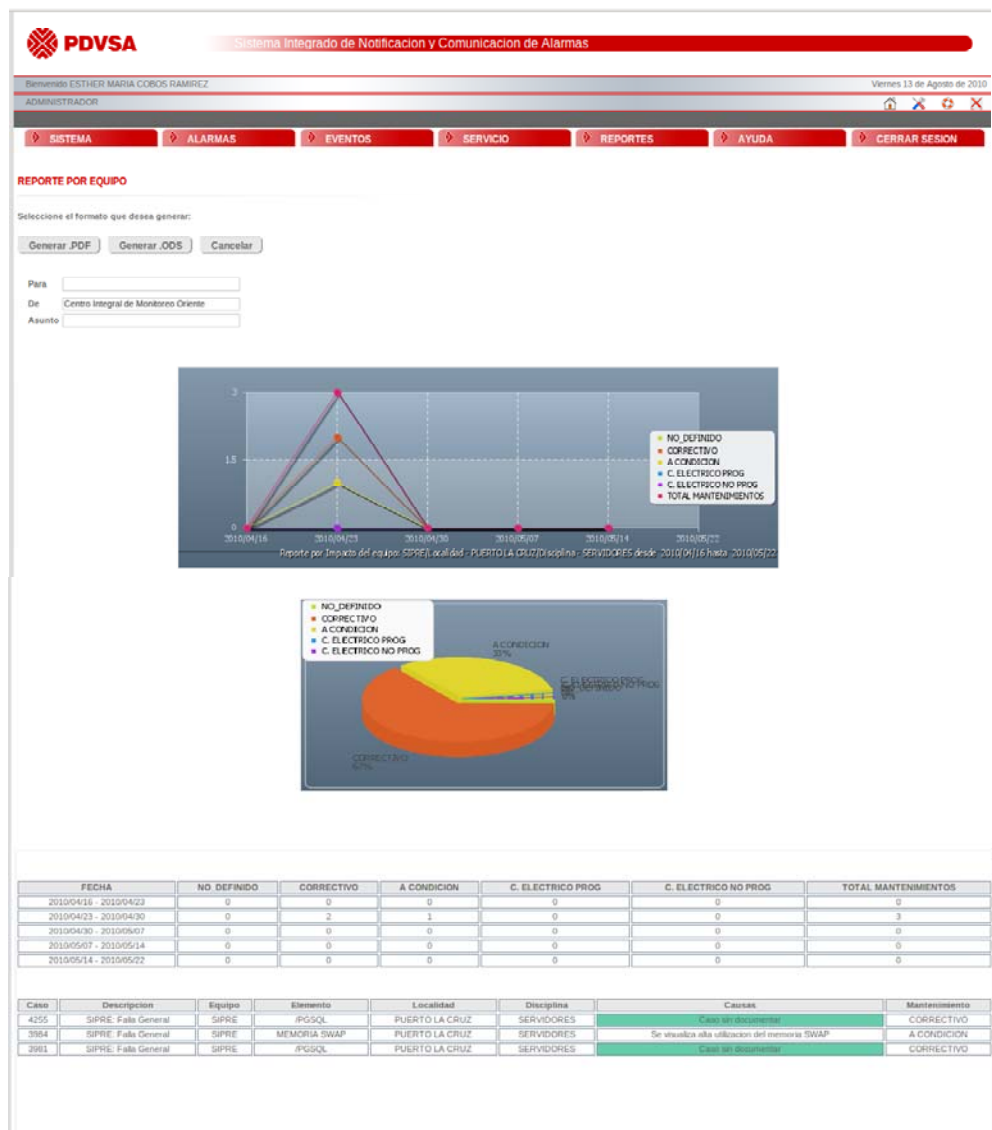 PDVSA
Sistema Integrado de Notificacion y Comunicacion de Alarmas
Bienvenido ESTHER MARIA COBOS RAMIREZ
Viernes 13 de Agosto de 2010
ADMINISTRADOR
SISTEMA ALARMAS EVENTOS SERVICIO REPORTES AYUDA CERRAR SESION
REPORTE POR EQUIPO
Seleccione el formato que desea generar:
Generar .PDF Generar .ODS Cancelar
Para
De Centro Integral de Monitoreo Oriente
Asunto
3
1.5
0
NO_DEFINIDO
CORRECTIVO
A CONDICION
C. ELECTRICO PROG
C. ELECTRICO NO PROG
TOTAL MANTENIMIENTOS
2010/04/16 2010/04/23 2010/04/30 2010/05/07 2010/05/14 2010/05/22
Reporte por Impacto del equipo: SIPRE/Localidad - PUERTO LA CRUZ/Disciplina - SERVIDORES desde 2010/04/16 hasta 2010/05/22
NO_DEFINIDO
CORRECTIVO
A CONDICION
C. ELECTRICO PROG
C. ELECTRICO NO PROG
A CONDICION
33%
CORRECTIVO
67%
FECHA NO_DEFINIDO CORRECTIVO A CONDICION C. ELECTRICO PROG C. ELECTRICO NO PROG TOTAL MANTENIMIENTOS
2010/04/16 - 2010/04/23 0 0 0 0 0 0
2010/04/23 - 2010/04/30 0 2 1 0 0 3
2010/04/30 - 2010/05/07 0 0 0 0 0 0
2010/05/07 - 2010/05/14 0 0 0 0 0 0
2010/05/14 - 2010/05/22 0 0 0 0 0 0
Caso Descripcion Equipo Elemento Localidad Disciplina Causas Mantenimiento
4255 SIPRE: Falla General SIPRE /PGSQL PUERTO LA CRUZ SERVIDORES Caso sin documentar CORRECTIVO
3984 SIPRE: Falla General SIPRE MEMORIA SWAP PUERTO LA CRUZ SERVIDORES Se visualiza alta utilizacion del memoria SWAP A CONDICION
3981 SIPRE: Falla General SIPRE /PGSQL PUERTO LA CRUZ SERVIDORES Caso sin documentar CORRECTIVO